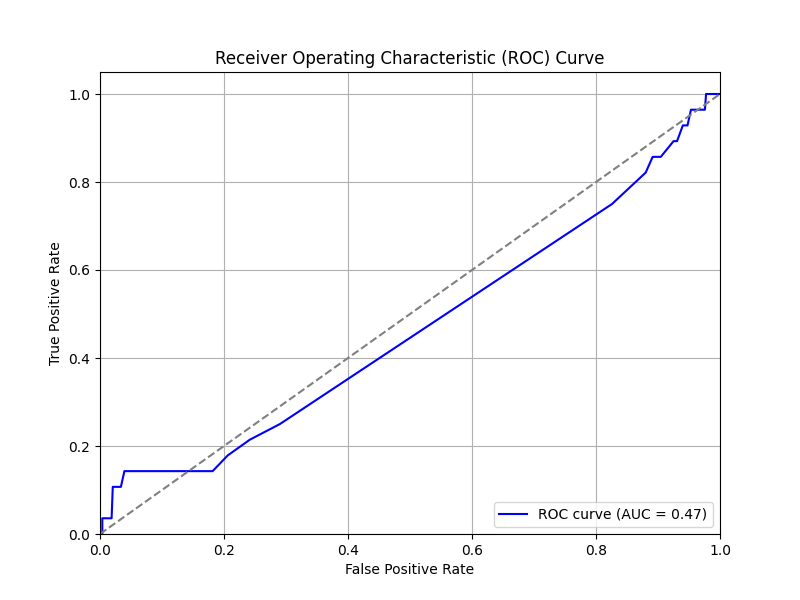 Receiver Operating Characteristic (ROC) Curve
True Positive Rate
1.0
0.8
0.6
0.4
0.2
0.0
0.0 0.2 0.4 0.6 0.8 1.0
False Positive Rate
ROC curve (AUC = 0.47)